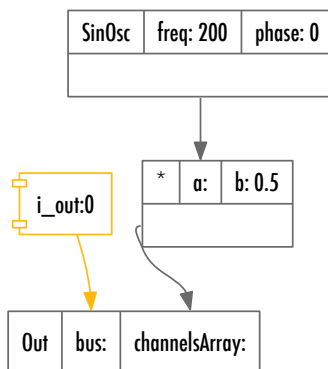 SinOsc freq: 200 phase: 0
* a: b: 0.5
i_out:0
Out bus: channelsArray: